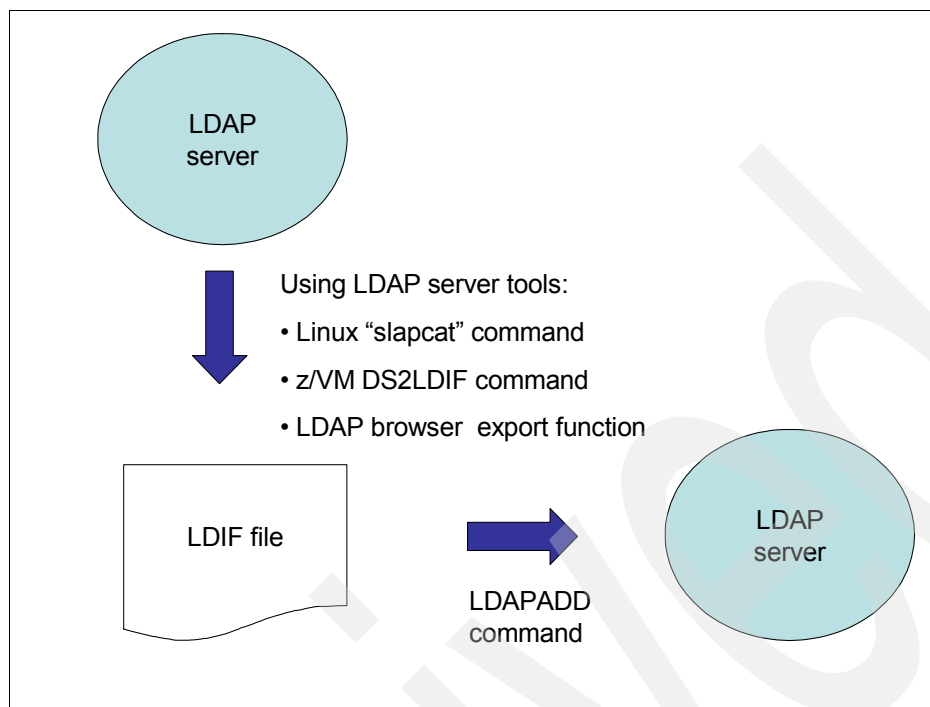 LDAP
server
Using LDAP server tools:
• Linux “slapcat” command
• z/VM DS2LDIF command
• LDAP browser  export function
LDIF file
LDAPADD
command
LDAP
server